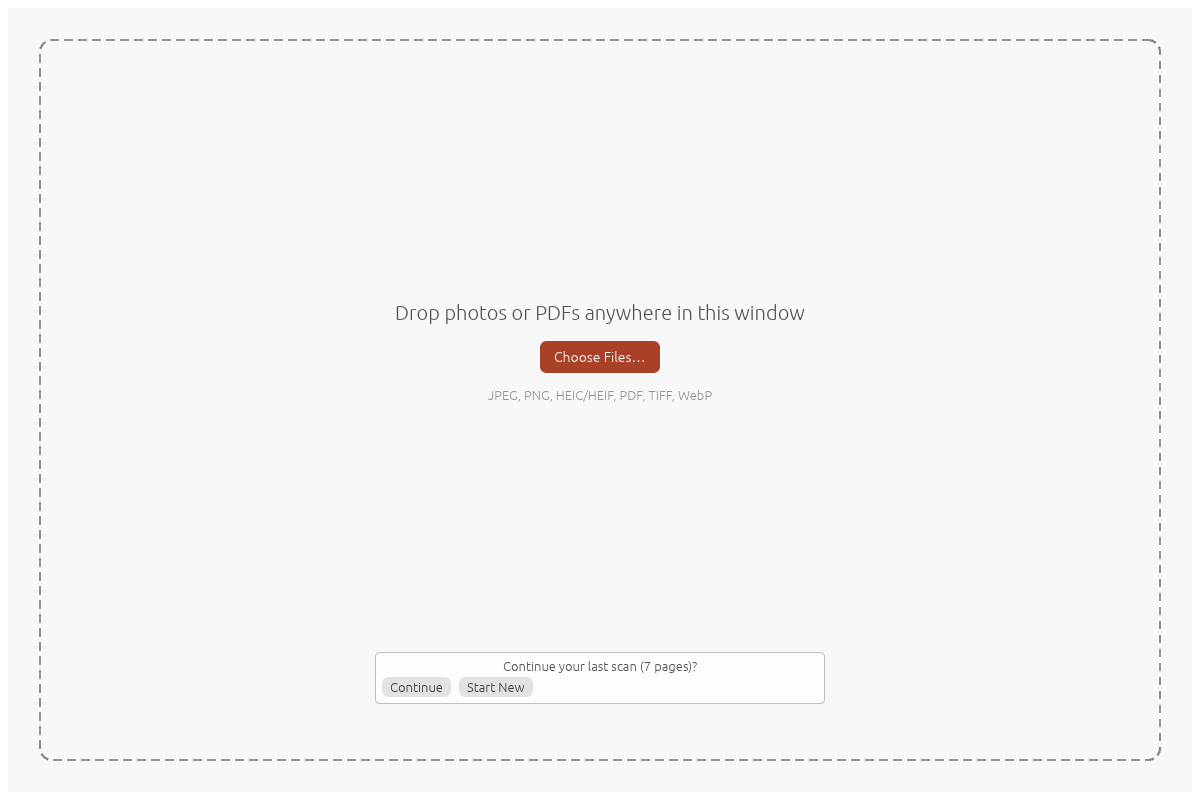 Drop photos or PDFs anywhere in this window
Choose Files…
JPEG, PNG, HEIC/HEIF, PDF, TIFF, WebP
Continue your last scan (7 pages)?
Continue
Start New